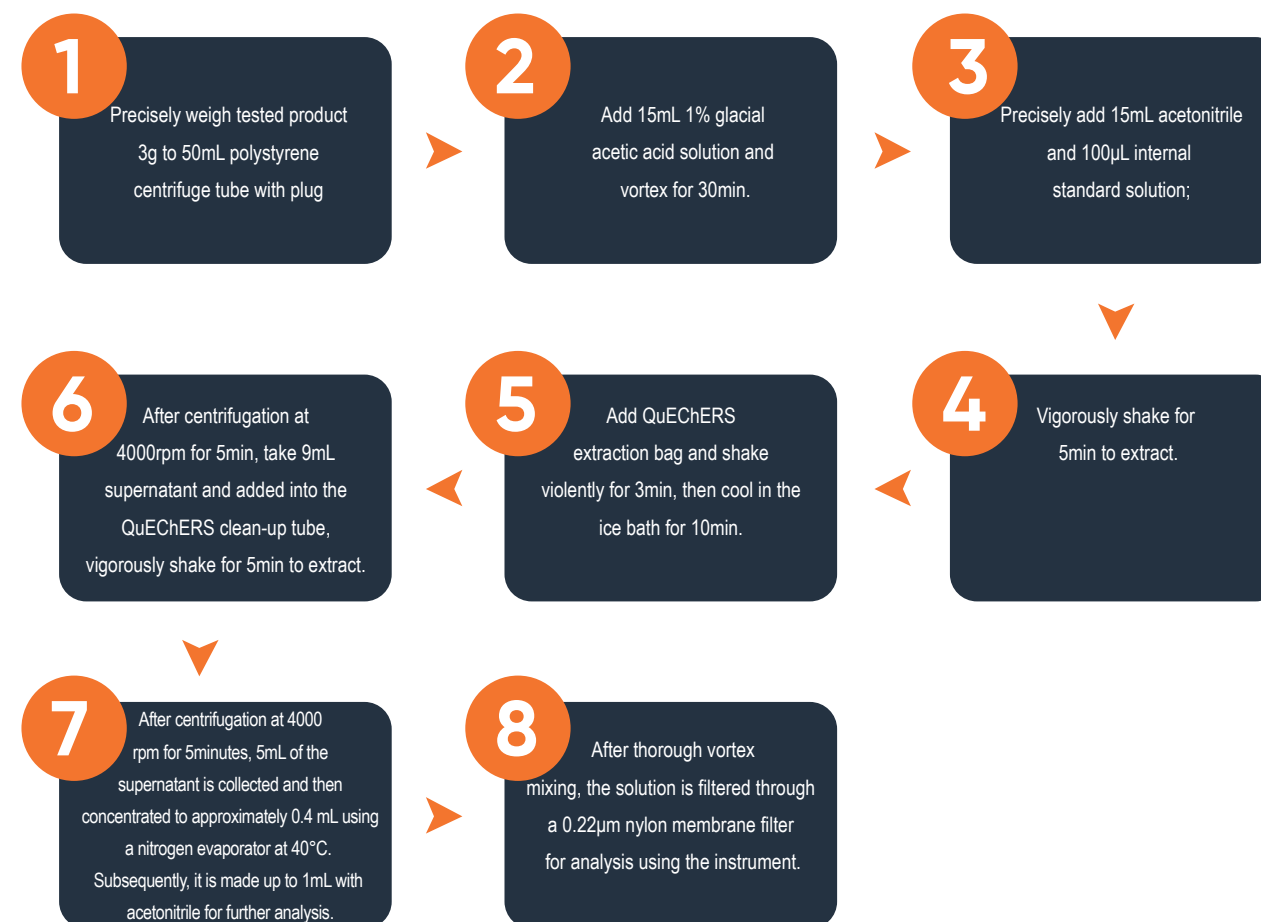 1
Precisely weigh tested product
3g to 50mL polystyrene
centrifuge tube with plug
2
Add 15mL 1% glacial
acetic acid solution and
vortex for 30min.
3
Precisely add 15mL acetonitrile
and 100µL internal
standard solution;
4
Vigorously shake for
5min to extract.
5
Add QuEChERS
extraction bag and shake
violently for 3min, then cool in the
ice bath for 10min.
6
After centrifugation at
4000rpm for 5min, take 9mL
supernatant and added into the
QuEChERS clean-up tube,
vigorously shake for 5min to extract.
7
After centrifugation at 4000
rpm for 5minutes, 5mL of the
supernatant is collected and then
concentrated to approximately 0.4 mL using
a nitrogen evaporator at 40°C.
Subsequently, it is made up to 1mL with
acetonitrile for further analysis.
8
After thorough vortex
mixing, the solution is filtered through
a 0.22µm nylon membrane filter
for analysis using the instrument.